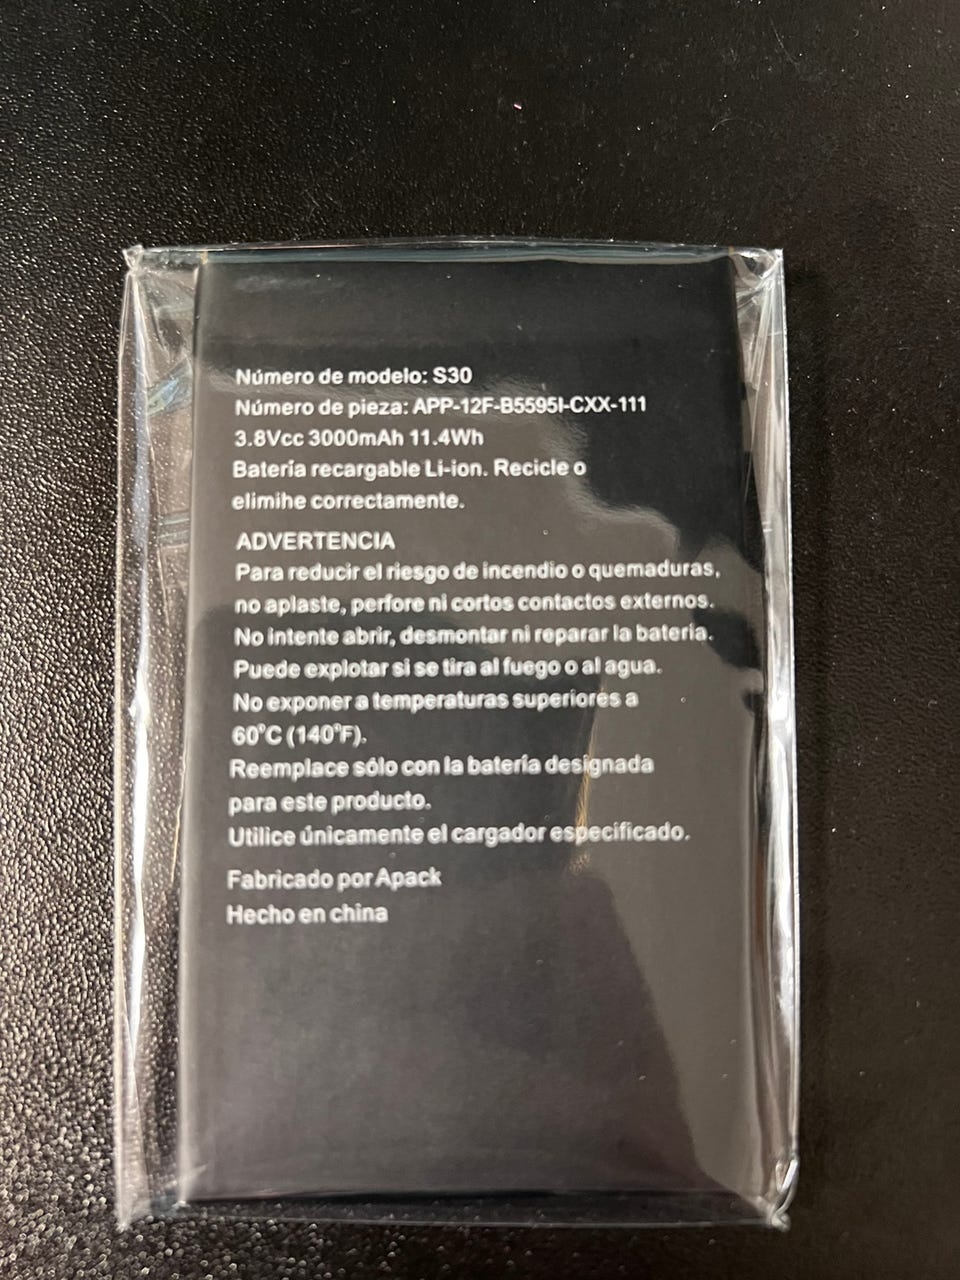 Número de modelo: S30
Número de pieza: APP-12F-B5595I-CXX-111
3.8Vcc 3000mAh 11.4Wh
Batería recargable Li-ion. Recicle o
elimihe correctamente.
ADVERTENCIA
Para reducir el riesgo de incendio o quemaduras,
no aplaste, perfore ni cortos contactos externos.
No intente abrir, desmontar ni reparar la batería.
Puede explotar si se tira al fuego o al agua.
No exponer a temperaturas superiores a
60°C (140°F).
Reemplace sólo con la batería designada
para este producto.
Utilice únicamente el cargador especificado.
Fabricado por Apack
Hecho en china